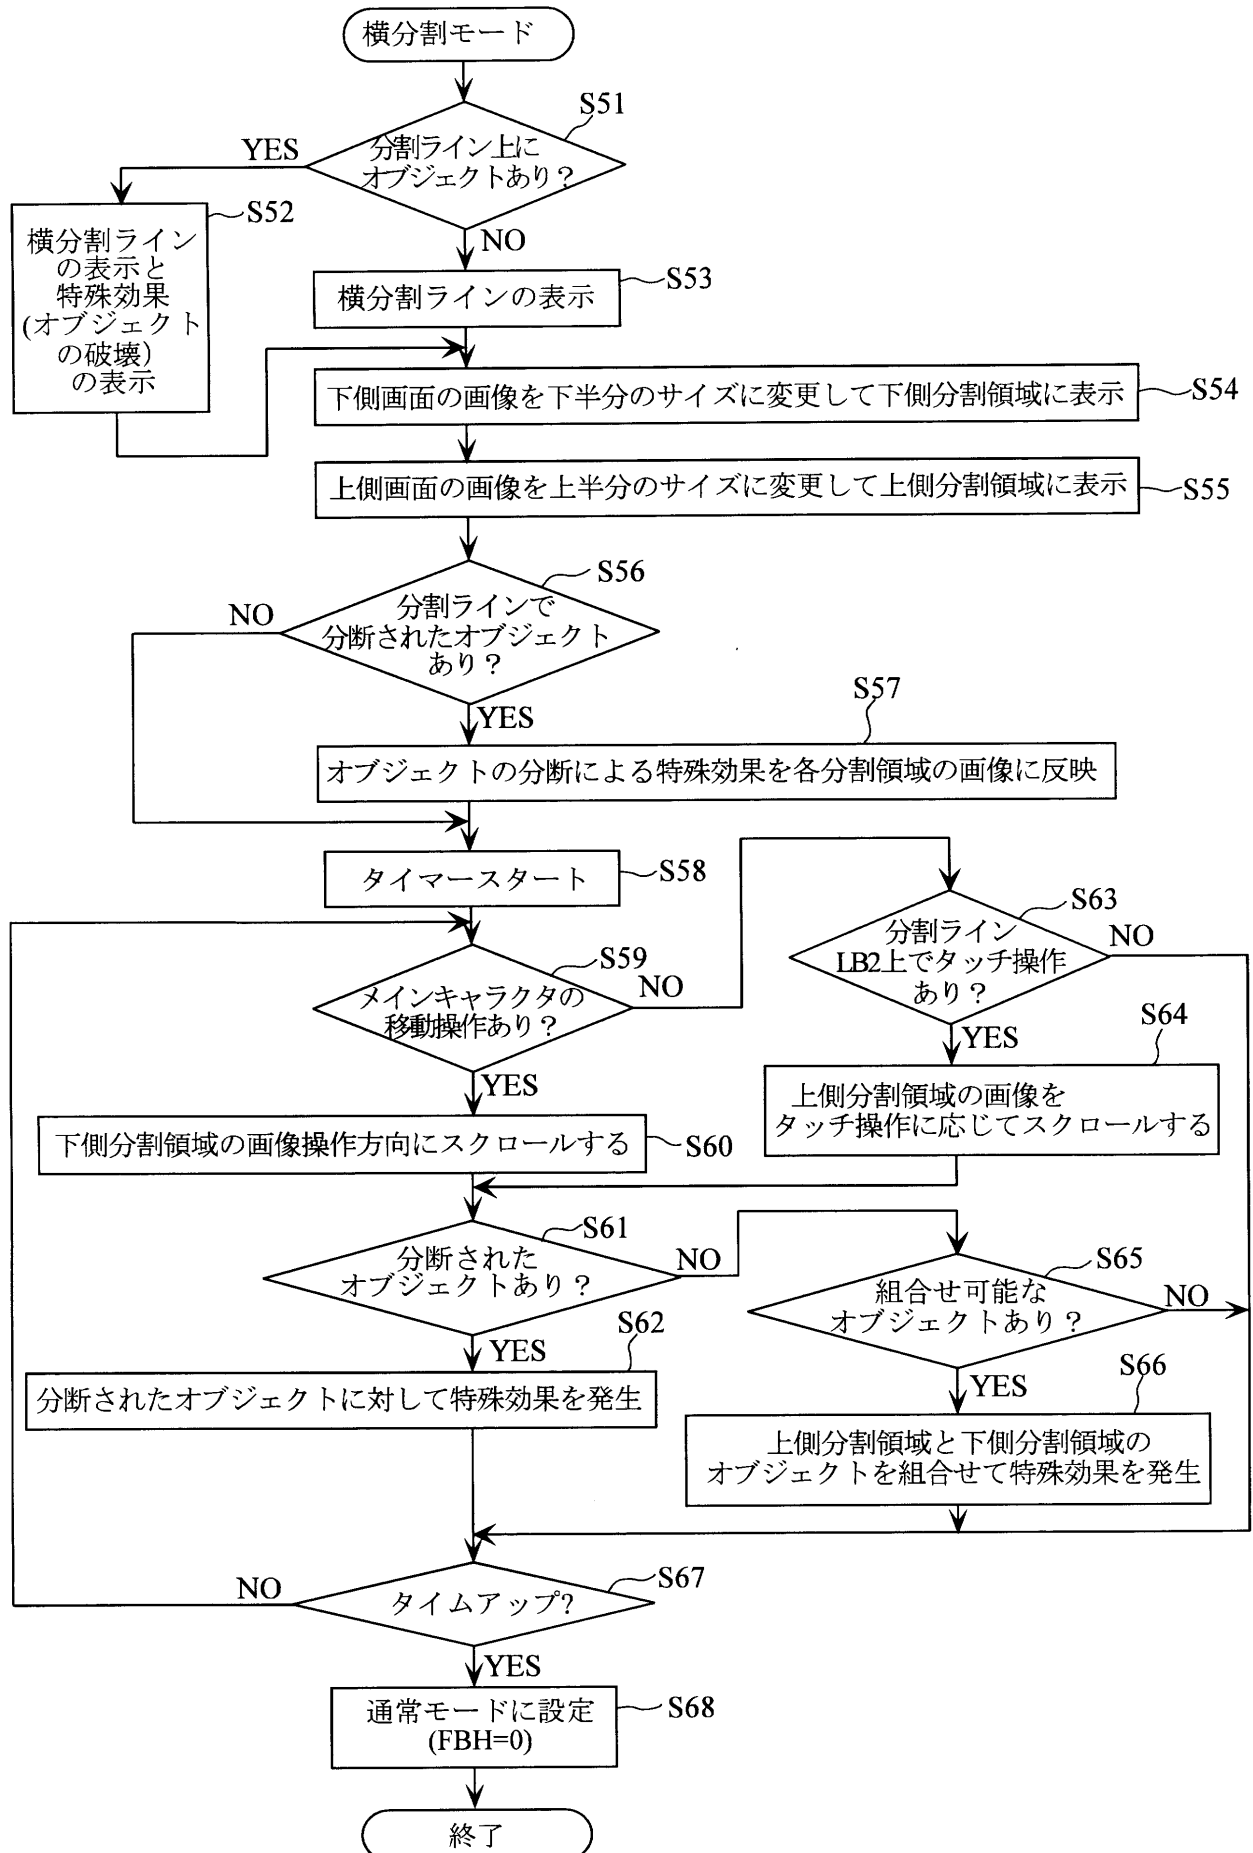 横分割モード
S51
分割ライン上に
オブジェクトあり？
YES
NO
S52
横分割ライン
の表示と
特殊効果
(オブジェクト
の破壊）
の表示
S53
横分割ラインの表示
下側画面の画像を下半分のサイズに変更して下側分割領域に表示
S54
上側画面の画像を上半分のサイズに変更して上側分割領域に表示
S55
S56
分割ラインで
分断されたオブジェクト
あり？
NO
YES
S57
オブジェクトの分断による特殊効果を各分割領域の画像に反映
タイマースタート
S58
S59
メインキャラクタの
移動操作あり？
NO
YES
S63
分割ライン
LB2上でタッチ操作
あり？
NO
YES
S64
上側分割領域の画像を
タッチ操作に応じてスクロールする
下側分割領域の画像操作方向にスクロールする
S60
S61
分断された
オブジェクトあり？
NO
YES
S65
組合せ可能な
オブジェクトあり？
NO
YES
S62
分断されたオブジェクトに対して特殊効果を発生
S66
上側分割領域と下側分割領域の
オブジェクトを組合せて特殊効果を発生
S67
タイムアップ?
NO
YES
通常モードに設定
(FBH=0)
S68
終了